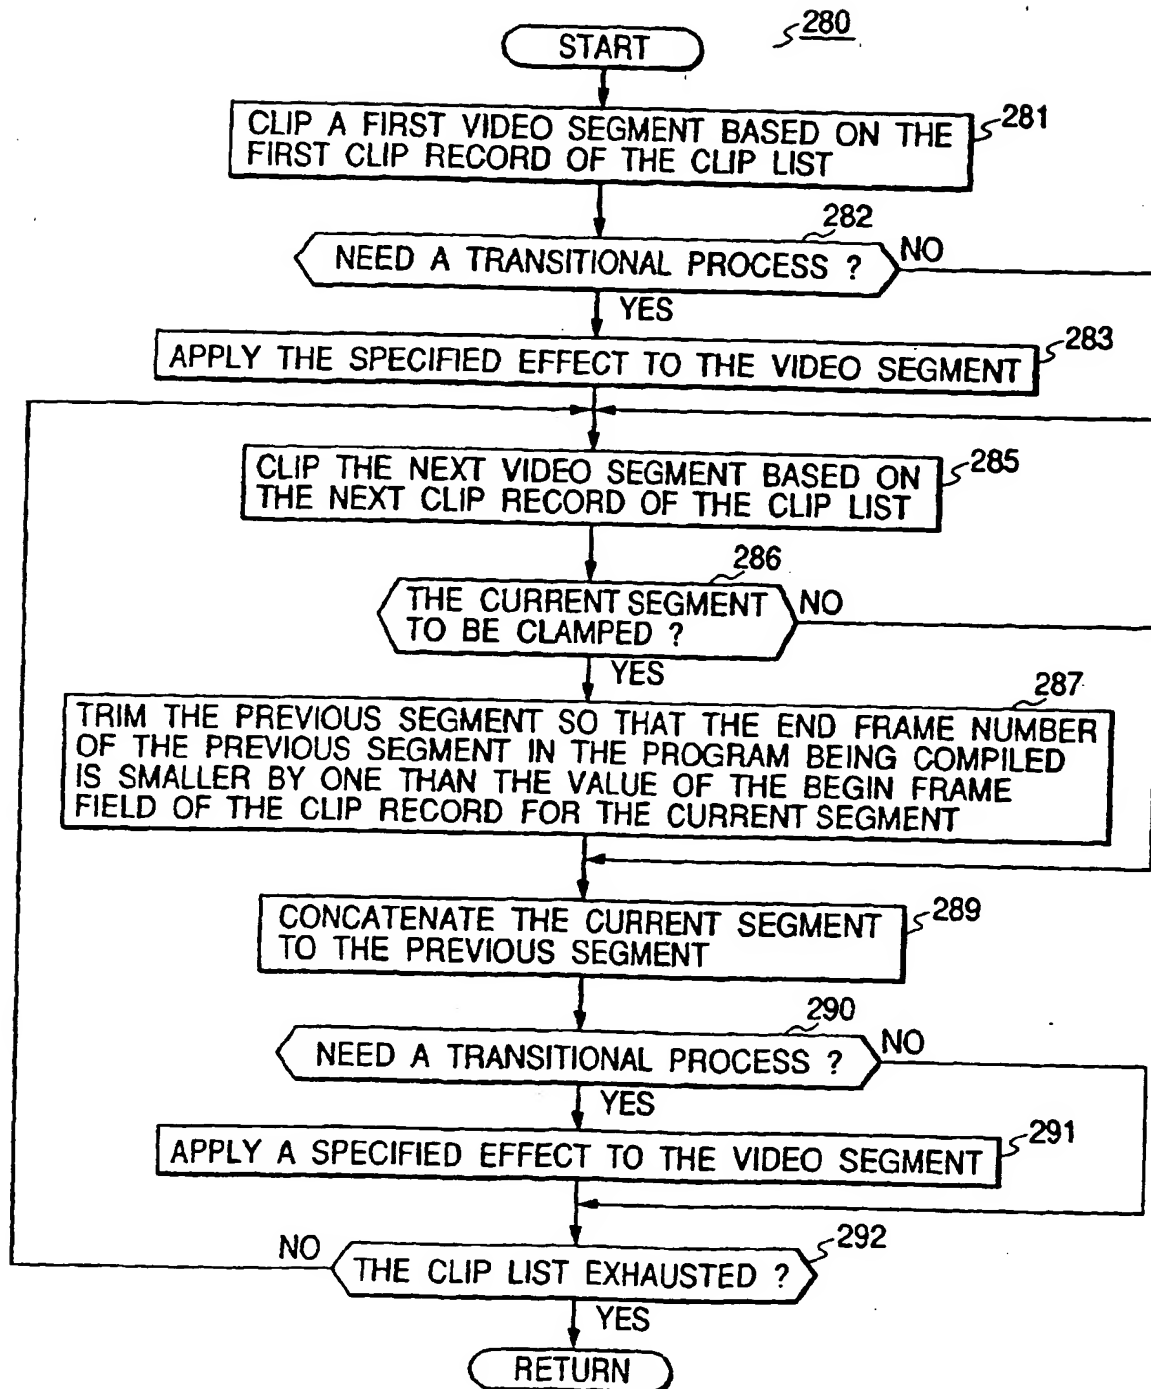 280
START
CLIP A FIRST VIDEO SEGMENT BASED ON THE
FIRST CLIP RECORD OF THE CLIP LIST
281
282
NEED A TRANSITIONAL PROCESS ?
NO
YES
APPLY THE SPECIFIED EFFECT TO THE VIDEO SEGMENT
283
CLIP THE NEXT VIDEO SEGMENT BASED ON
THE NEXT CLIP RECORD OF THE CLIP LIST
285
286
THE CURRENT SEGMENT
TO BE CLAMPED ?
NO
YES
287
TRIM THE PREVIOUS SEGMENT SO THAT THE END FRAME NUMBER
OF THE PREVIOUS SEGMENT IN THE PROGRAM BEING COMPILED
IS SMALLER BY ONE THAN THE VALUE OF THE BEGIN FRAME
FIELD OF THE CLIP RECORD FOR THE CURRENT SEGMENT
CONCATENATE THE CURRENT SEGMENT
TO THE PREVIOUS SEGMENT
289
290
NEED A TRANSITIONAL PROCESS ?
NO
YES
APPLY A SPECIFIED EFFECT TO THE VIDEO SEGMENT
291
292
NO
THE CLIP LIST EXHAUSTED ?
YES
RETURN